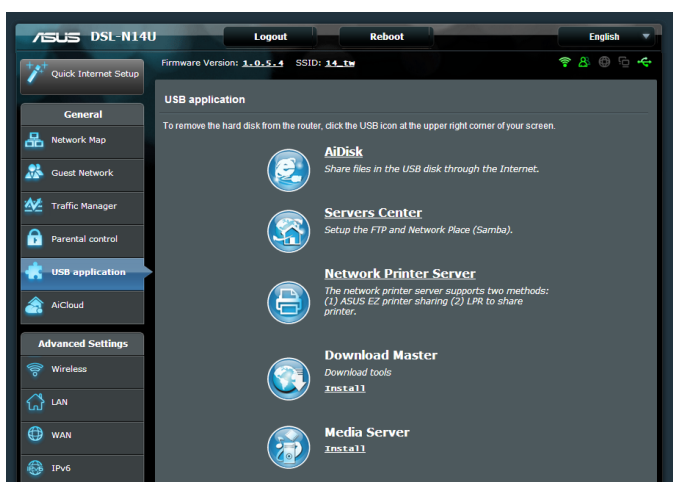 ASUS DSL-N14U
Logout
Reboot
English
Quick Internet Setup
Firmware Version: 1.0.5.4 SSID: 14_tw
General
Network Map
Guest Network
Traffic Manager
Parental control
USB application
AiCloud
Advanced Settings
Wireless
LAN
WAN
IPv6
USB application
To remove the hard disk from the router, click the USB icon at the upper right corner of your screen.
AiDisk
Share files in the USB disk through the Internet.
Servers Center
Setup the FTP and Network Place (Samba).
Network Printer Server
The network printer server supports two methods:
(1) ASUS EZ printer sharing (2) LPR to share
printer.
Download Master
Download tools
Install
Media Server
Install